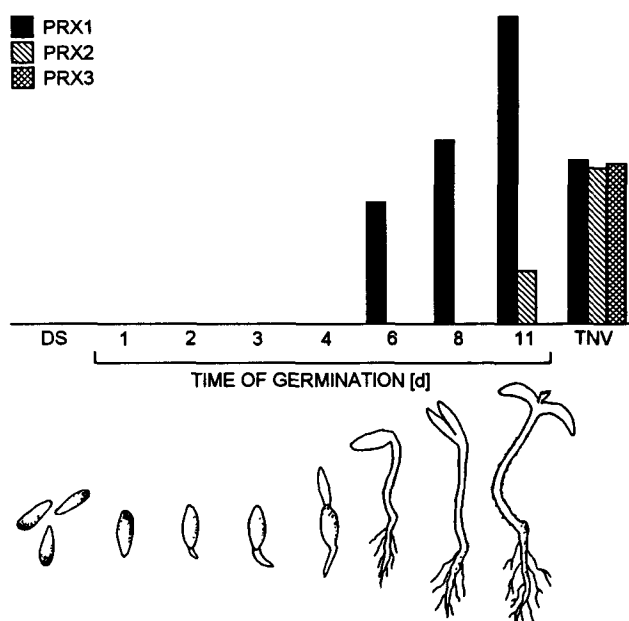 PRX1
PRX2
PRX3
DS 1 2 3 4 6 8 11 TNV
TIME OF GERMINATION [d]